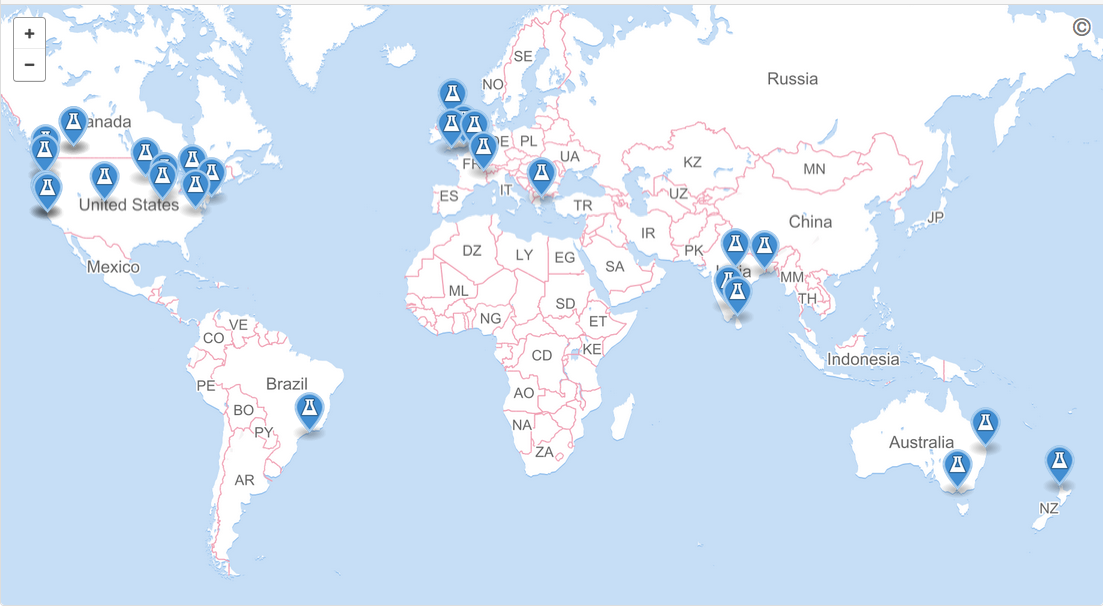 +
−
©
SE
NO
Russia
anada
DE
PL
UA
KZ
MN
FR
IT
ES
TR
UZ
United States
China
JP
IR
PK
DZ
LY
EG
SA
Mexico
India
MM
TH
ML
NG
SD
ET
VE
CO
CD
KE
Indonesia
PE
Brazil
AO
BO
NA
PY
Australia
ZA
AR
NZ